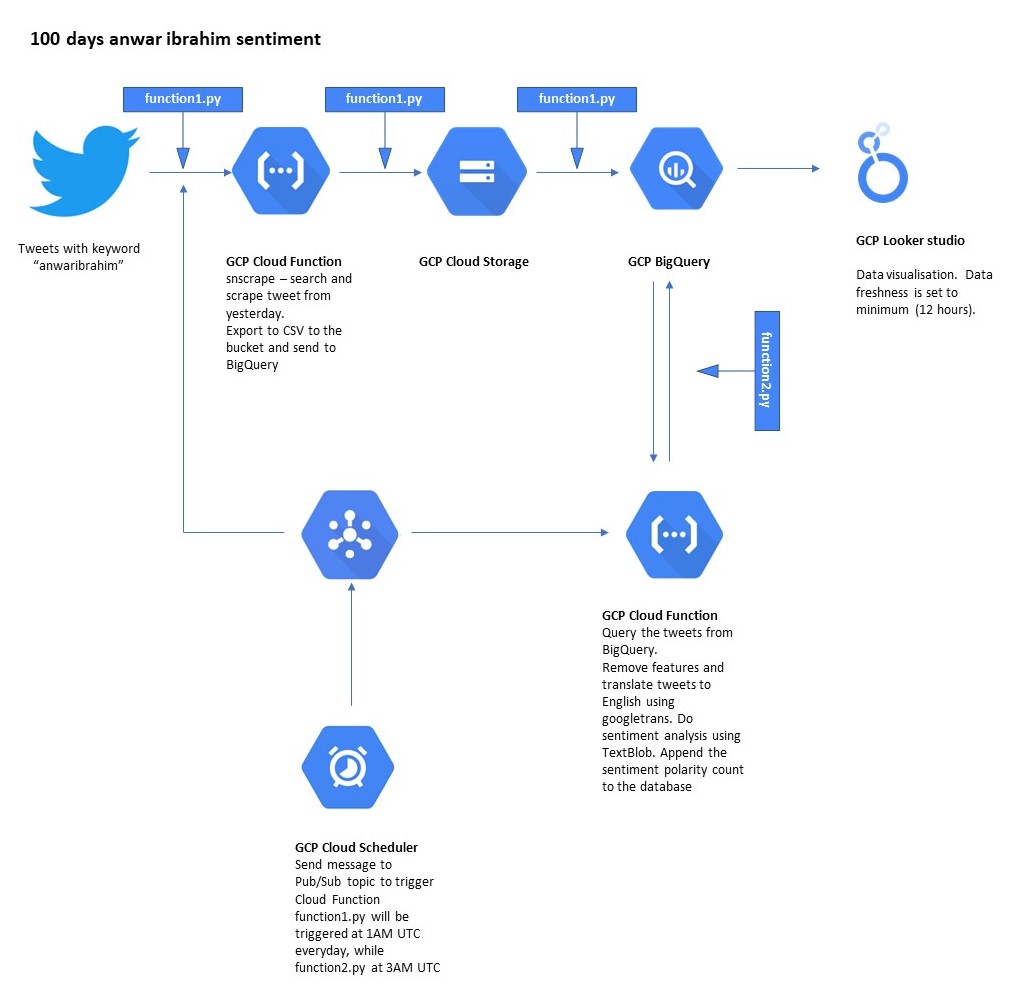 100 days anwar ibrahim sentiment
function1.py
function1.py
function1.py
Tweets with keyword
“anwaribrahim”
GCP Cloud Function
snscrape – search and
scrape tweet from
yesterday.
Export to CSV to the
bucket and send to
BigQuery
GCP Cloud Storage
GCP BigQuery
GCP Looker studio
Data visualisation. Data
freshness is set to
minimum (12 hours).
function2.py
GCP Cloud Function
Query the tweets from
BigQuery.
Remove features and
translate tweets to
English using
googletrans. Do
sentiment analysis using
TextBlob. Append the
sentiment polarity count
to the database
GCP Cloud Scheduler
Send message to
Pub/Sub topic to trigger
Cloud Function
function1.py will be
triggered at 1AM UTC
everyday, while
function2.py at 3AM UTC